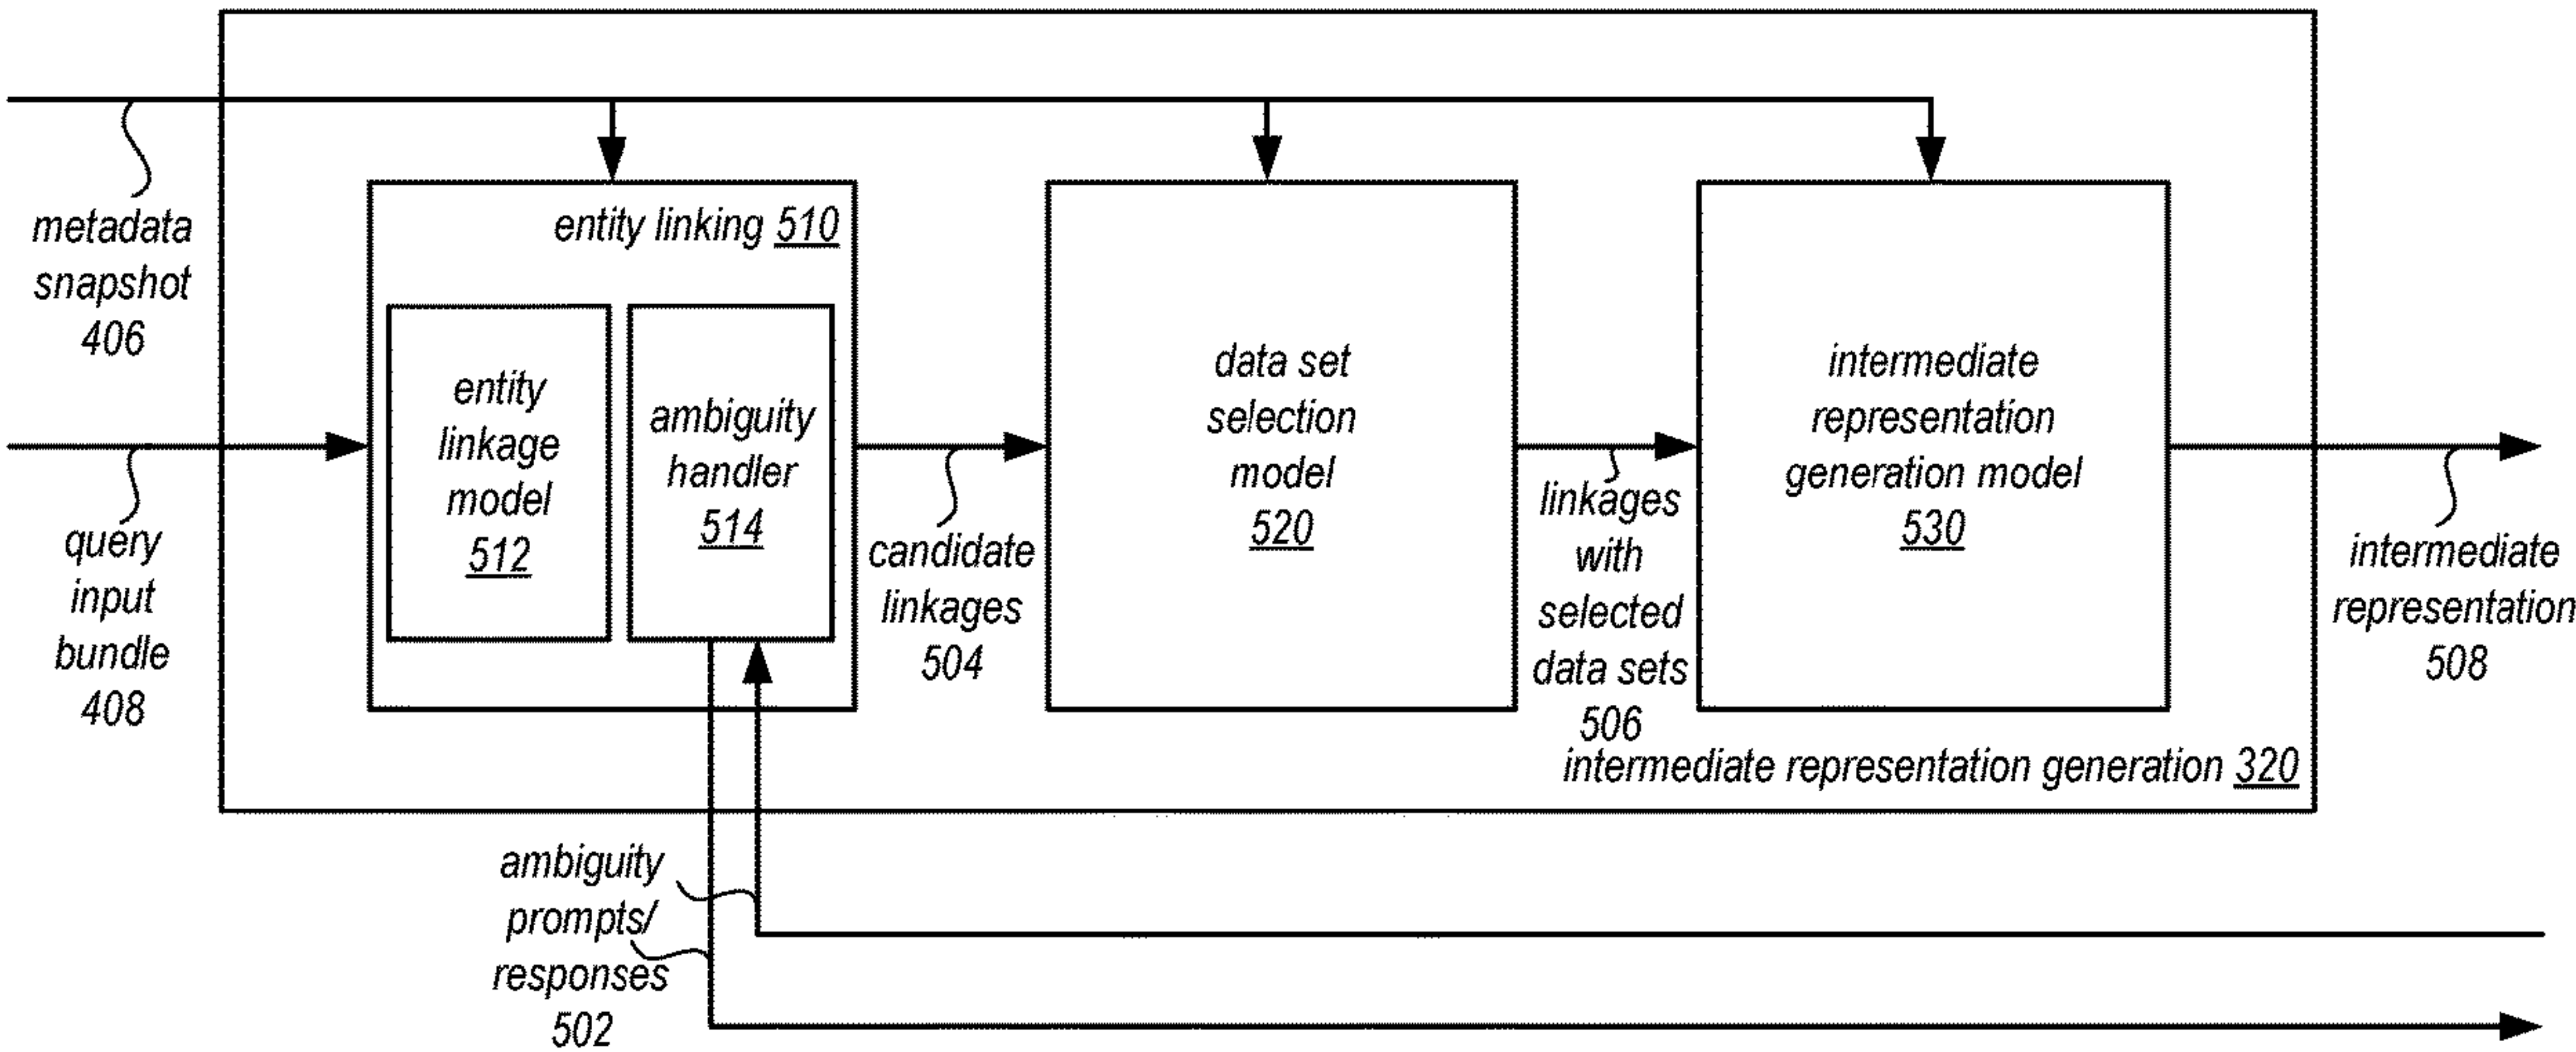 metadata
snapshot
406
query
input
bundle
408
entity linking 510
entity
linkage
model
512
ambiguity
handler
514
candidate
linkages
504
data set
selection
model
520
linkages
with
selected
data sets
506
intermediate
representation
generation model
530
intermediate representation generation 320
intermediate
representation
508
ambiguity
prompts/
responses
502